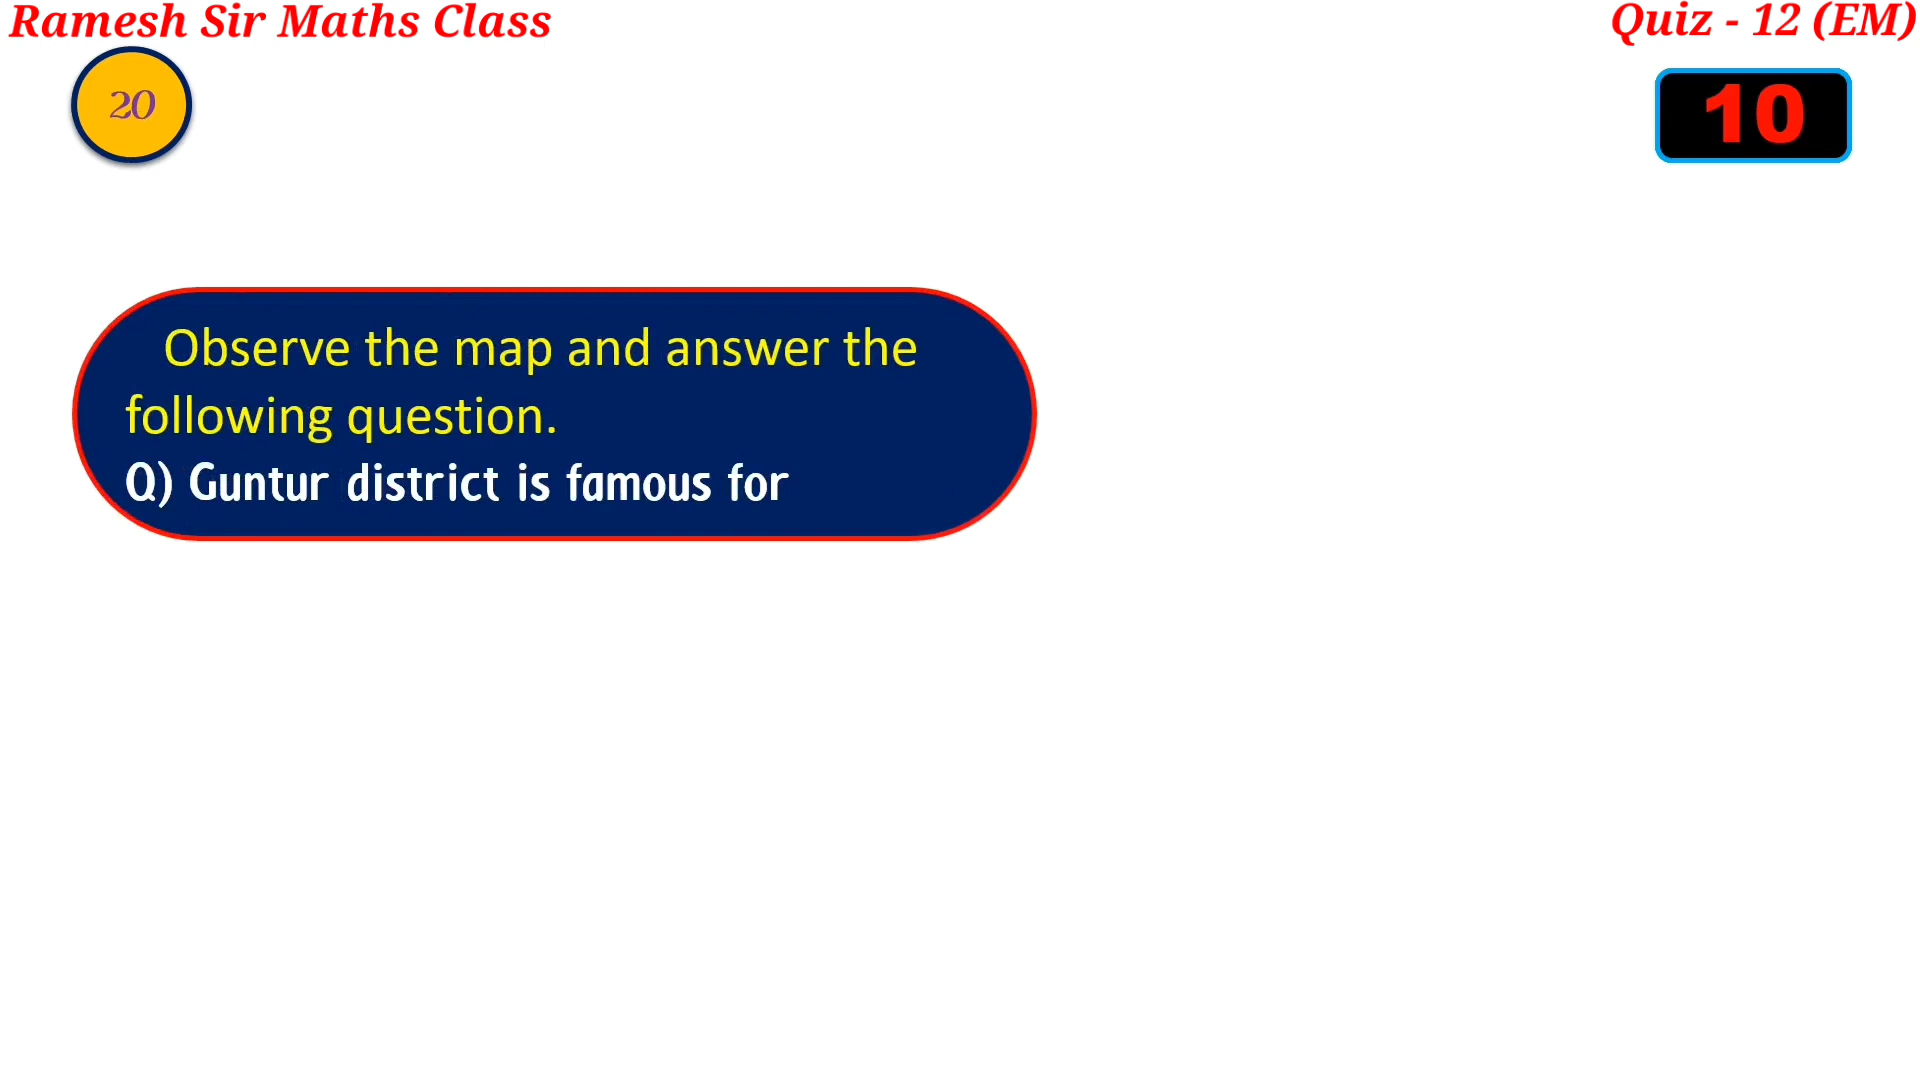 Ramesh Sir Maths Class
Quiz - 12 (EM)
20
10
Observe the map and answer the
following question.
Q) Guntur district is famous for